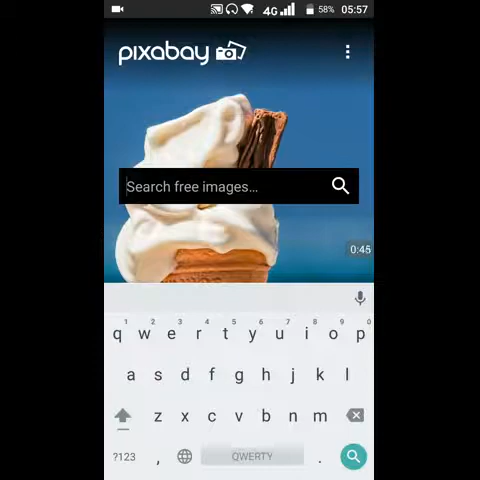 4G 58% 05:57
pixabay
Search free images...
0:45
1 2 3 4 5 6 7 8 9 0
q w e r t y u i o p
a s d f g h j k l
z x c v b n m
?123 , QWERTY .